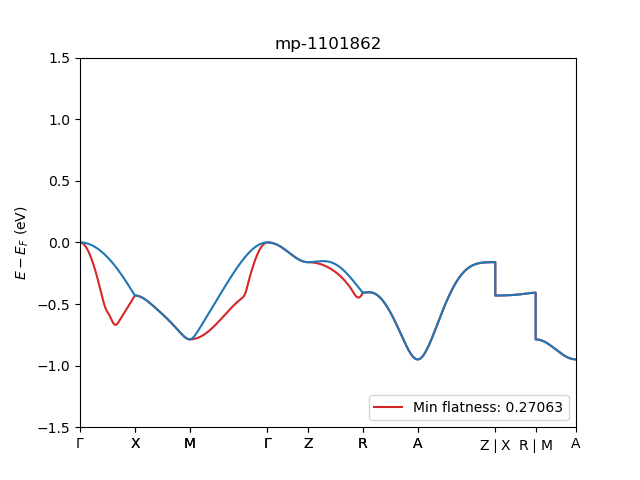 mp-1101862
E − E_F (eV)
1.5
1.0
0.5
0.0
−0.5
−1.0
−1.5
Min flatness: 0.27063
Γ X M Γ Z R A Z | X R | M A